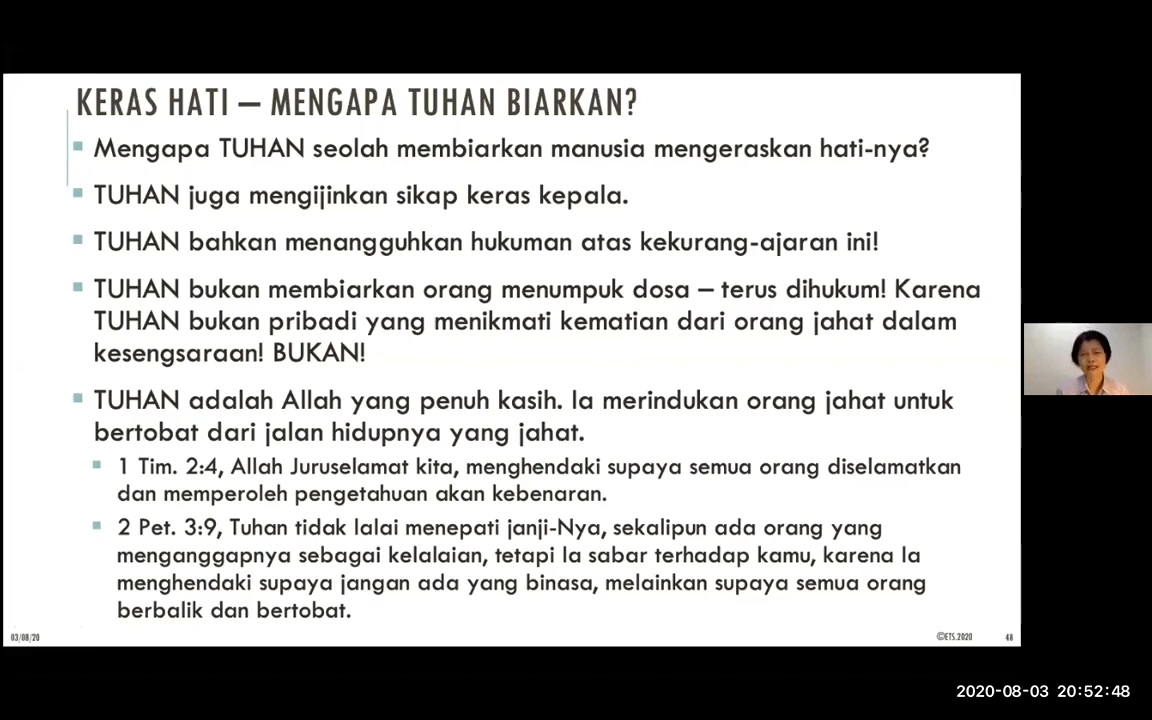 KERAS HATI – MENGAPA TUHAN BIARKAN?
Mengapa TUHAN seolah membiarkan manusia mengeraskan hati-nya?
TUHAN juga mengijinkan sikap keras kepala.
TUHAN bahkan menangguhkan hukuman atas kekurang-ajaran ini!
TUHAN bukan membiarkan orang menumpuk dosa – terus dihukum! Karena
TUHAN bukan pribadi yang menikmati kematian dari orang jahat dalam
kesengsaraan! BUKAN!
TUHAN adalah Allah yang penuh kasih. Ia merindukan orang jahat untuk
bertobat dari jalan hidupnya yang jahat.
1 Tim. 2:4, Allah Juruselamat kita, menghendaki supaya semua orang diselamatkan
dan memperoleh pengetahuan akan kebenaran.
2 Pet. 3:9, Tuhan tidak lalai menepati janji-Nya, sekalipun ada orang yang
menganggapnya sebagai kelalaian, tetapi Ia sabar terhadap kamu, karena Ia
menghendaki supaya jangan ada yang binasa, melainkan supaya semua orang
berbalik dan bertobat.
03/08/20
©ETS.2020
48
2020-08-03 20:52:48